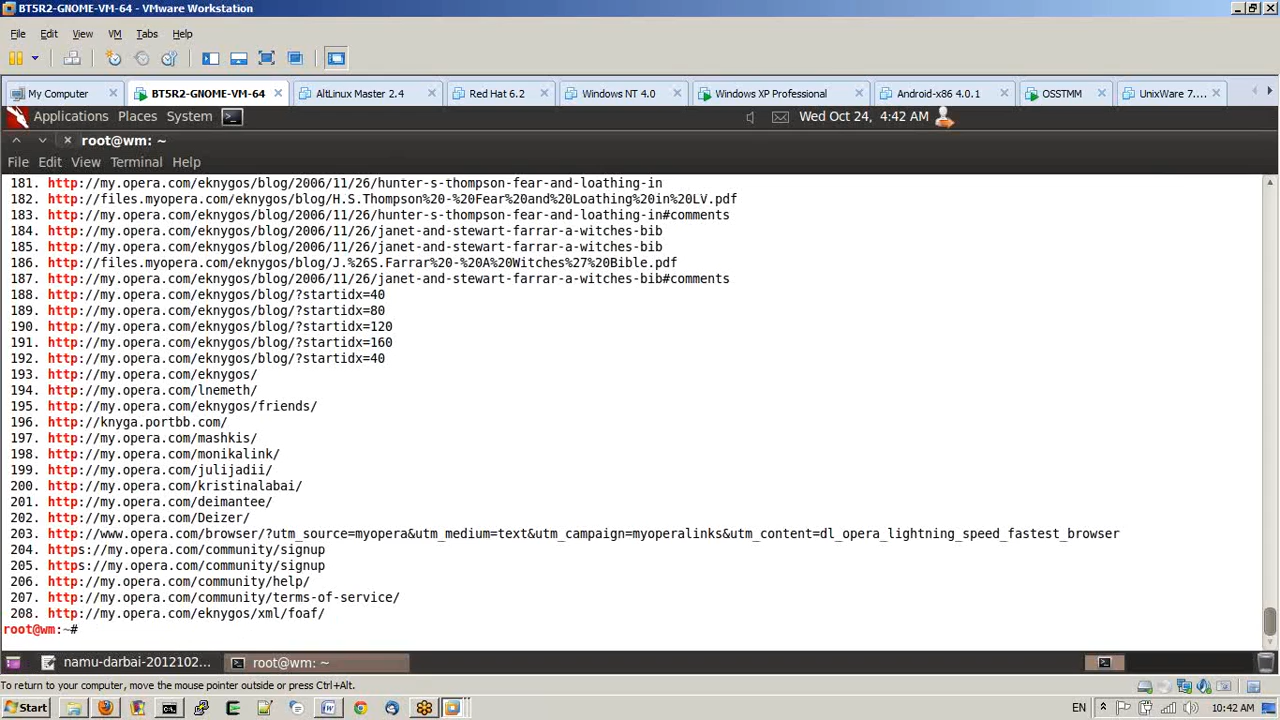 BT5R2-GNOME-VM-64 - VMware Workstation
File Edit View VM Tabs Help
My Computer BT5R2-GNOME-VM-64 AltLinux Master 2.4 Red Hat 6.2 Windows NT 4.0 Windows XP Professional Android-x86 4.0.1 OSSTMM UnixWare 7....
Applications Places System Wed Oct 24, 4:42 AM
root@wm: ~
File Edit View Terminal Help
181. http://my.opera.com/eknygos/blog/2006/11/26/hunter-s-thompson-fear-and-loathing-in
182. http://files.myopera.com/eknygos/blog/H.S.Thompson%20-%20Fear%20and%20Loathing%20in%20LV.pdf
183. http://my.opera.com/eknygos/blog/2006/11/26/hunter-s-thompson-fear-and-loathing-in#comments
184. http://my.opera.com/eknygos/blog/2006/11/26/janet-and-stewart-farrar-a-witches-bib
185. http://my.opera.com/eknygos/blog/2006/11/26/janet-and-stewart-farrar-a-witches-bib
186. http://files.myopera.com/eknygos/blog/J.%26S.Farrar%20-%20A%20Witches%27%20Bible.pdf
187. http://my.opera.com/eknygos/blog/2006/11/26/janet-and-stewart-farrar-a-witches-bib#comments
188. http://my.opera.com/eknygos/blog/?startidx=40
189. http://my.opera.com/eknygos/blog/?startidx=80
190. http://my.opera.com/eknygos/blog/?startidx=120
191. http://my.opera.com/eknygos/blog/?startidx=160
192. http://my.opera.com/eknygos/blog/?startidx=40
193. http://my.opera.com/eknygos/
194. http://my.opera.com/lnemeth/
195. http://my.opera.com/eknygos/friends/
196. http://knyga.portbb.com/
197. http://my.opera.com/mashkis/
198. http://my.opera.com/monikalink/
199. http://my.opera.com/julijadii/
200. http://my.opera.com/kristinalabai/
201. http://my.opera.com/deimantee/
202. http://my.opera.com/Deizer/
203. http://www.opera.com/browser/?utm_source=myopera&utm_medium=text&utm_campaign=myoperalinks&utm_content=dl_opera_lightning_speed_fastest_browser
204. https://my.opera.com/community/signup
205. https://my.opera.com/community/signup
206. http://my.opera.com/community/help/
207. http://my.opera.com/community/terms-of-service/
208. http://my.opera.com/eknygos/xml/foaf/
root@wm:~#
namu-darbai-2012102... root@wm: ~
To return to your computer, move the mouse pointer outside or press Ctrl+Alt.
Start EN 10:42 AM